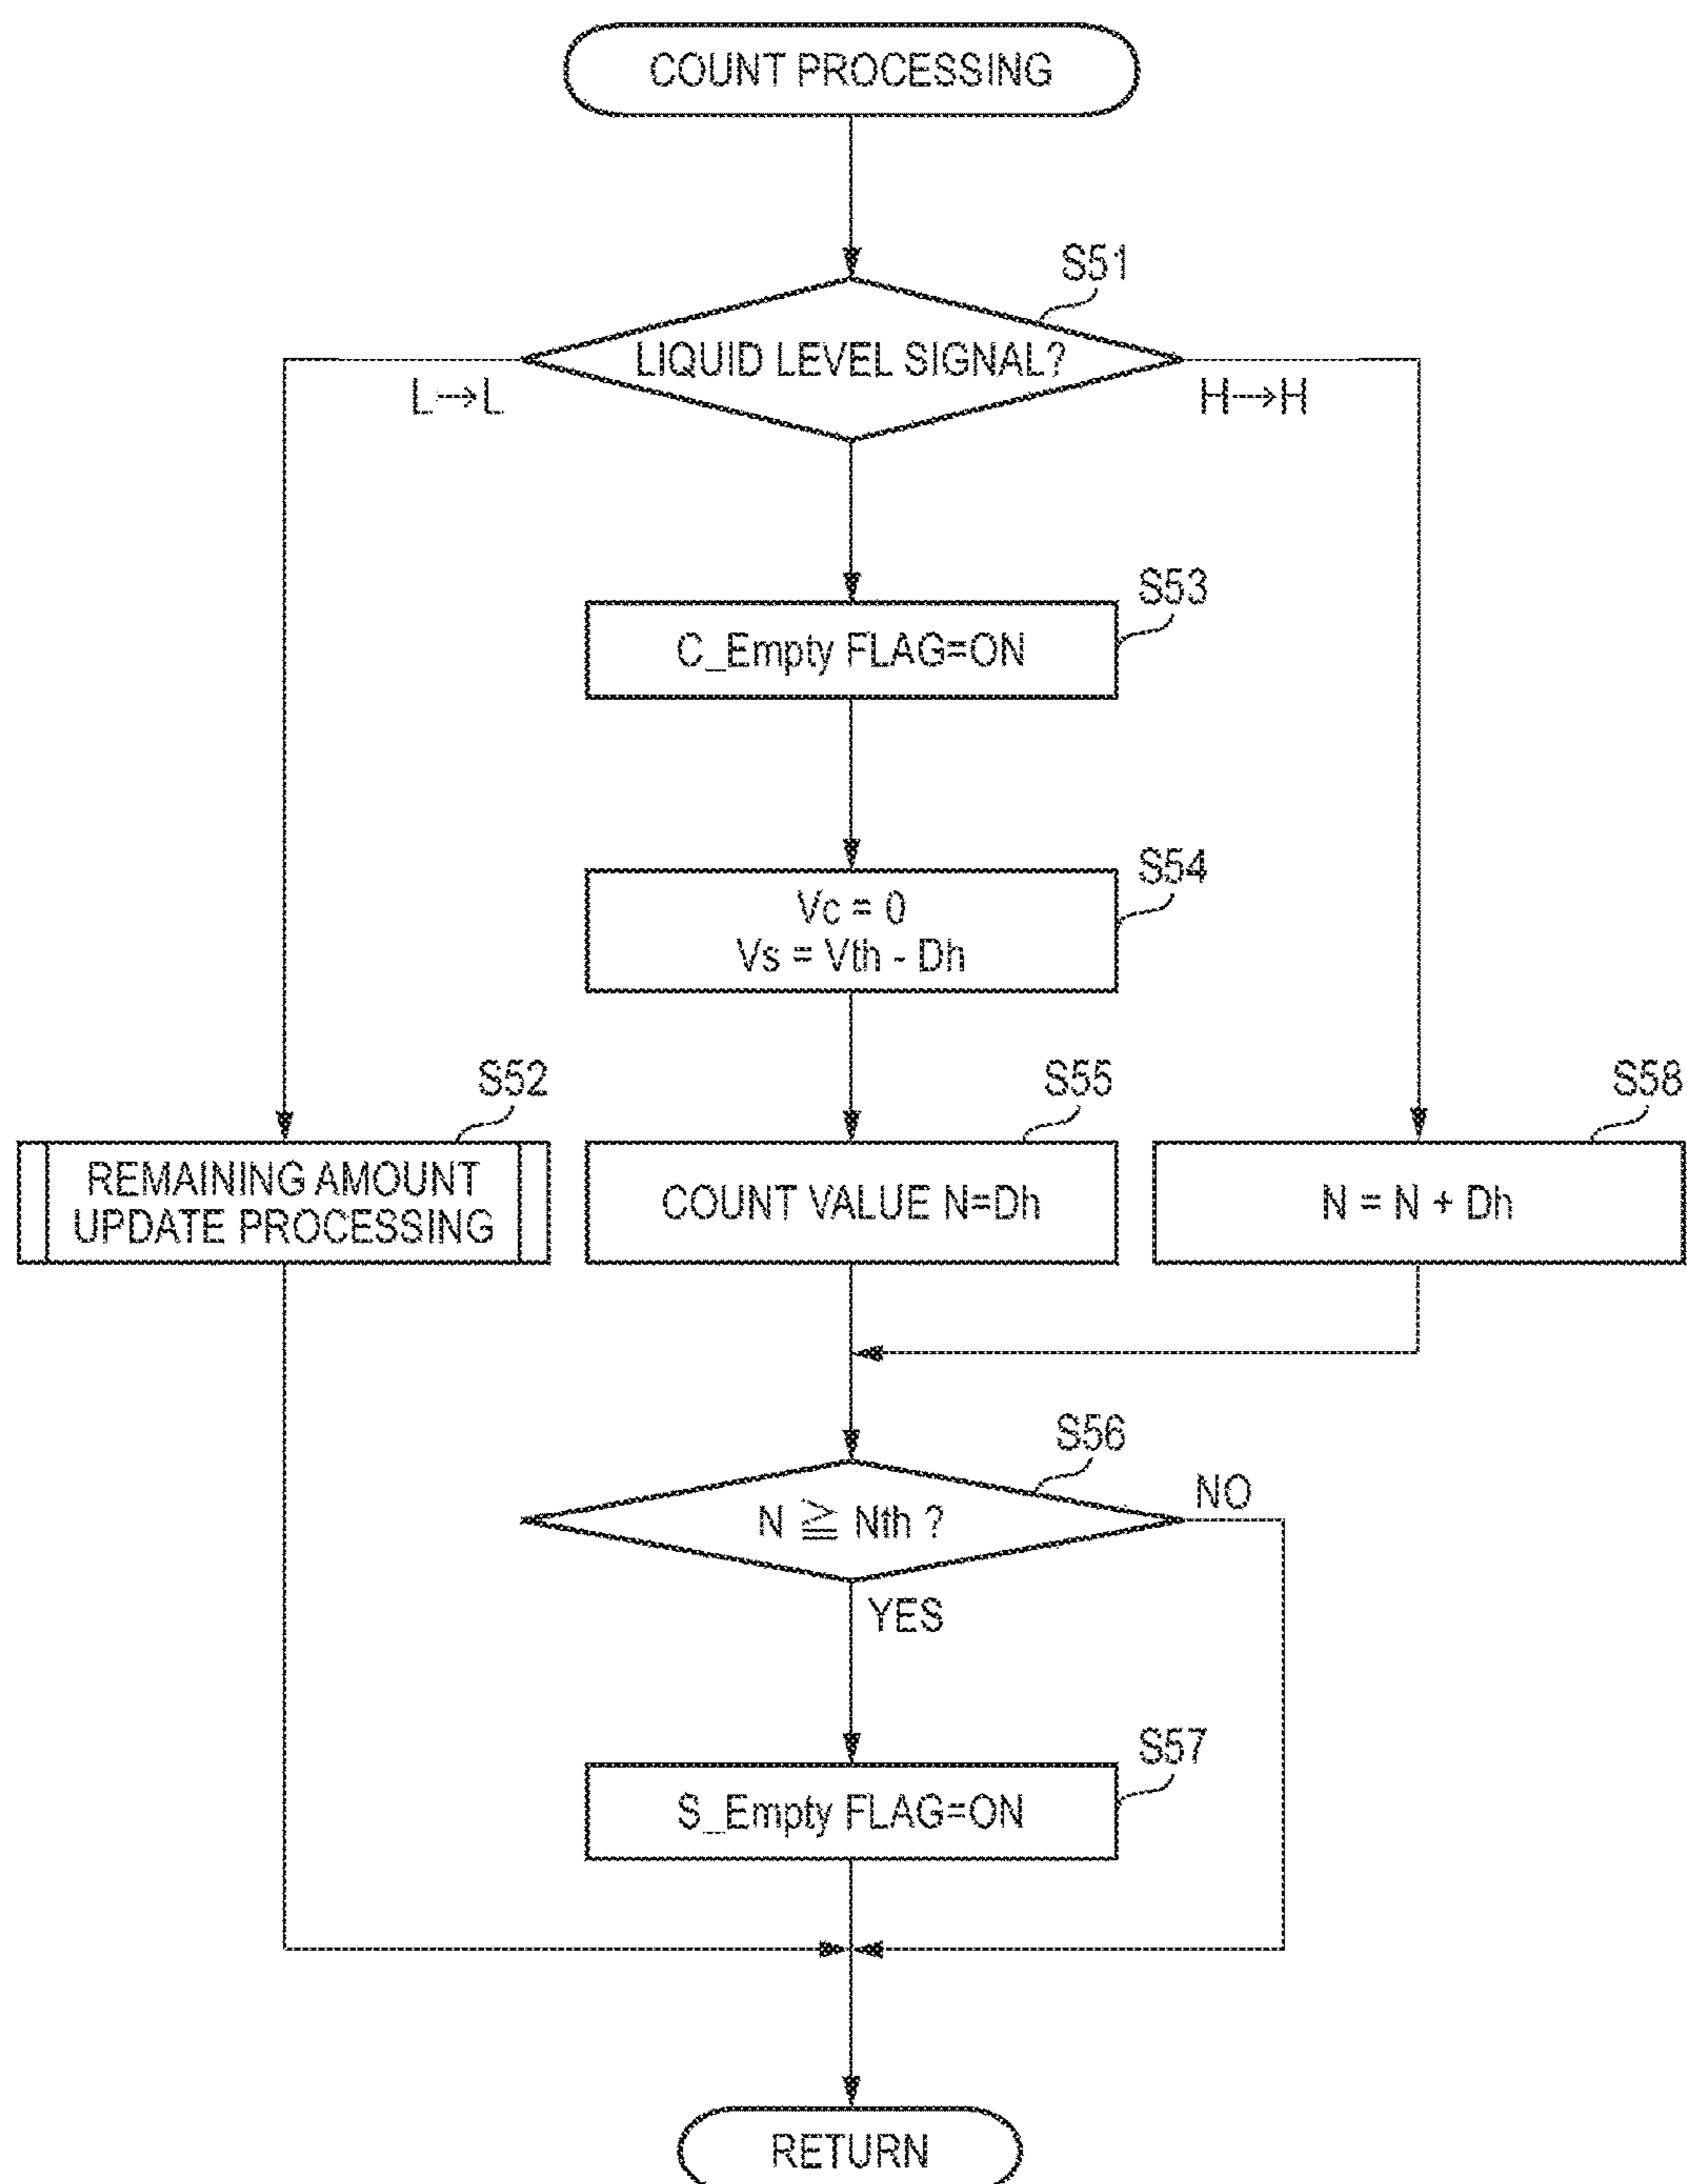 COUNT PROCESSING
S51
LIQUID LEVEL SIGNAL?
L→L
H→H
S53
C_Empty FLAG=ON
S54
Vc = 0
Vs = Vth - Dh
S52
S55
S58
REMAINING AMOUNT
UPDATE PROCESSING
COUNT VALUE N=Dh
N = N + Dh
S56
N ≧ Nth ?
NO
YES
S57
S_Empty FLAG=ON
RETURN